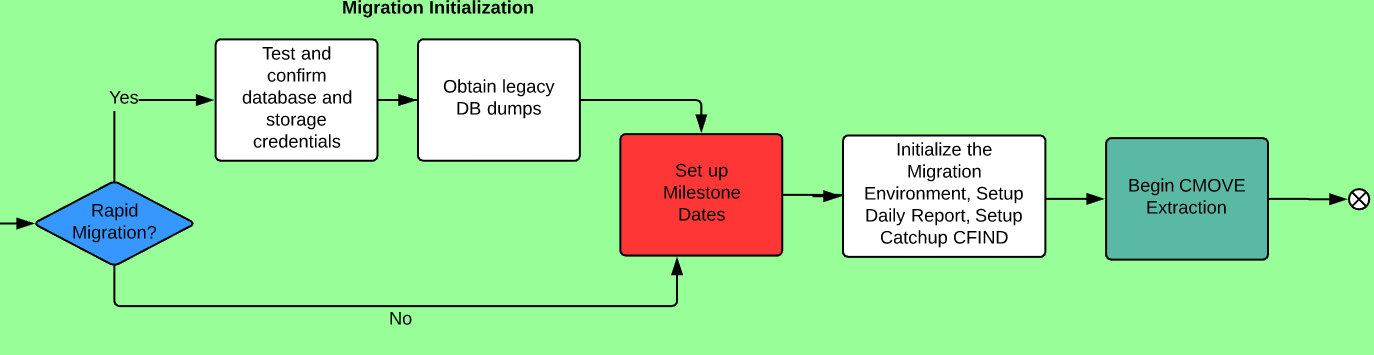 Migration Initialization
Yes
Test and
confirm
database and
storage
credentials
Obtain legacy
DB dumps
Rapid
Migration?
Set up
Milestone
Dates
Initialize the
Migration
Environment, Setup
Daily Report, Setup
Catchup CFIND
Begin CMOVE
Extraction
No